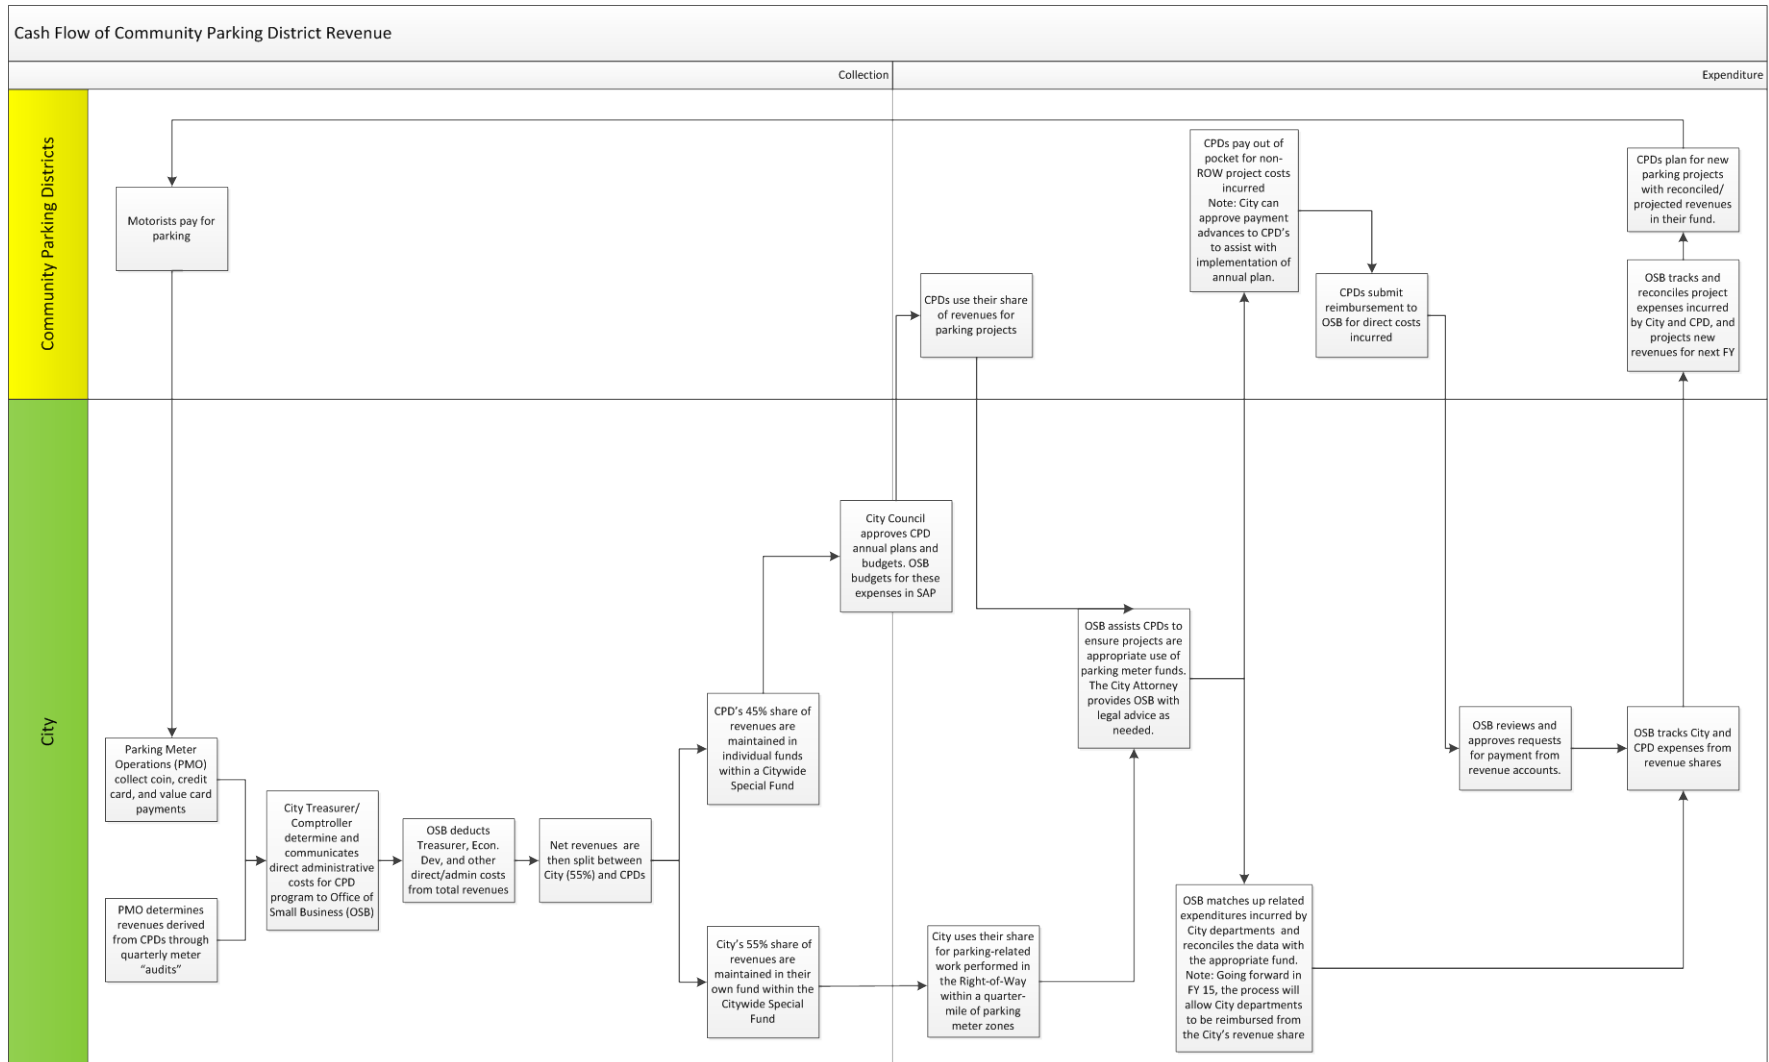 Cash Flow of Community Parking District Revenue
Collection
Expenditure
Community Parking Districts
Motorists pay for
parking
CPDs use their share
of revenues for
parking projects
CPDs pay out of
pocket for non-
ROW project costs
incurred
Note: City can
approve payment
advances to CPD's
to assist with
implementation of
annual plan.
CPDs submit
reimbursement to
OSB for direct costs
incurred
CPDs plan for new
parking projects
with reconciled/
projected revenues
in their fund.
OSB tracks and
reconciles project
expenses incurred
by City and CPD, and
projects new
revenues for next FY
City
Parking Meter
Operations (PMO)
collect coin, credit
card, and value card
payments
PMO determines
revenues derived
from CPDs through
quarterly meter
“audits”
City Treasurer/
Comptroller
determine and
communicates
direct administrative
costs for CPD
program to Office of
Small Business (OSB)
OSB deducts
Treasurer, Econ.
Dev, and other
direct/admin costs
from total revenues
Net revenues are
then split between
City (55%) and CPDs
CPD's 45% share of
revenues are
maintained in
individual funds
within a Citywide
Special Fund
City's 55% share of
revenues are
maintained in their
own fund within the
Citywide Special
Fund
City Council
approves CPD
annual plans and
budgets. OSB
budgets for these
expenses in SAP
City uses their share
for parking-related
work performed in
the Right-of-Way
within a quarter-
mile of parking
meter zones
OSB assists CPDs to
ensure projects are
appropriate use of
parking meter funds.
The City Attorney
provides OSB with
legal advice as
needed.
OSB matches up related
expenditures incurred by
City departments and
reconciles the data with
the appropriate fund.
Note: Going forward in
FY 15, the process will
allow City departments
to be reimbursed from
the City's revenue share
OSB reviews and
approves requests
for payment from
revenue accounts.
OSB tracks City and
CPD expenses from
revenue shares